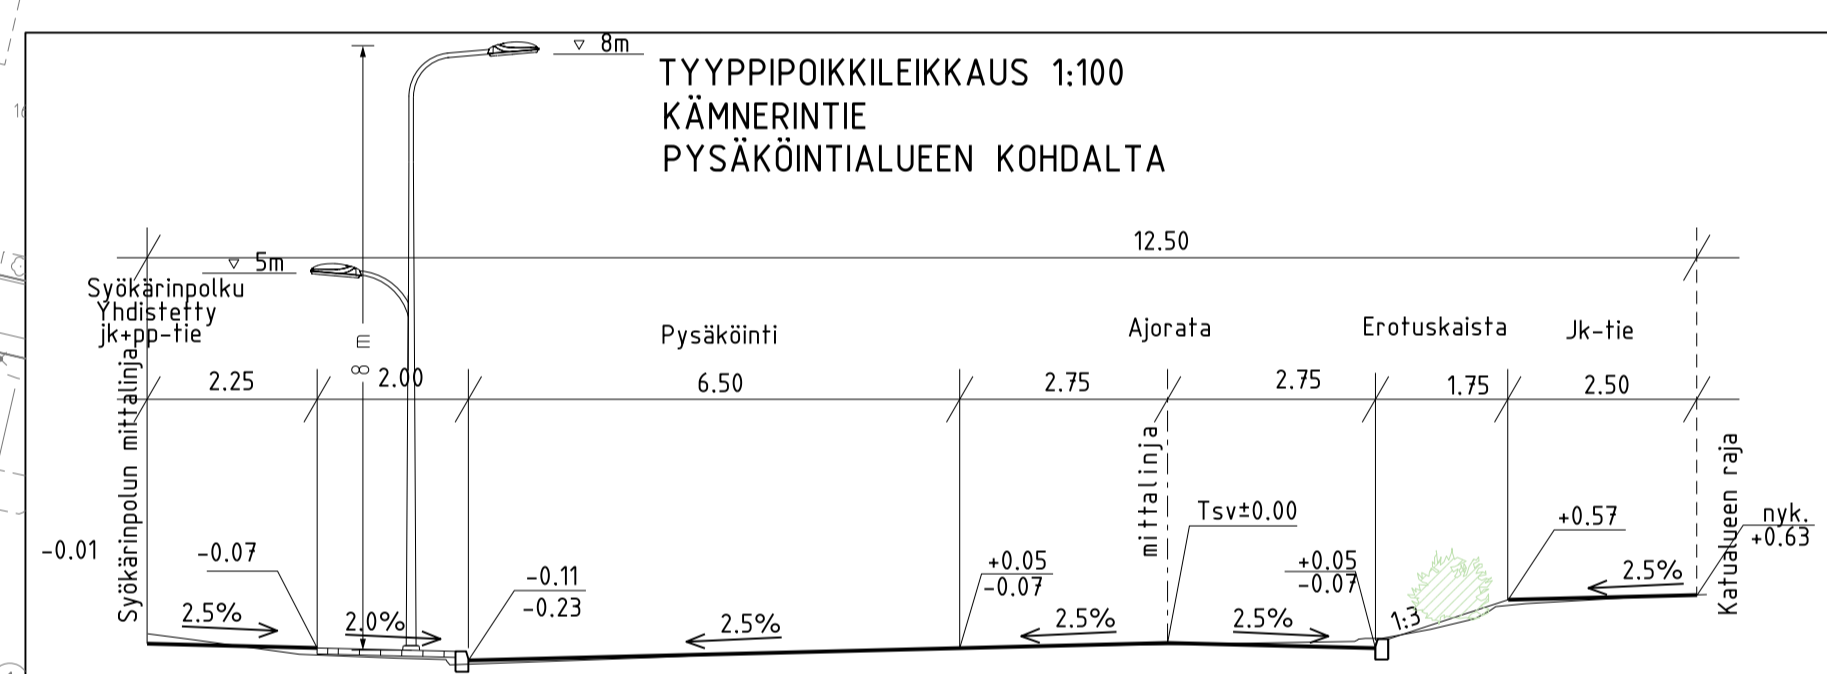 8m
TYYPPIPOIKKILEIKKAUS 1:100
KÄMNERINTIE
PYSÄKÖINTIALUEEN KOHDALTA
12.50
5m
Syökärinpolku
Yhdistetty
jk+pp-tie
Pysäköinti
Ajorata
Erotuskaista
Jk-tie
8 m
2.25
2.00
6.50
2.75
2.75
1.75
2.50
Syökärinpolun mittalinja
mittalinja
Katualueen raja
Tsv±0.00
+0.57
nyk.
+0.63
-0.01
-0.07
-0.11
-0.23
+0.05
-0.07
+0.05
-0.07
2.5%
2.0%
2.5%
2.5%
2.5%
1:3
2.5%